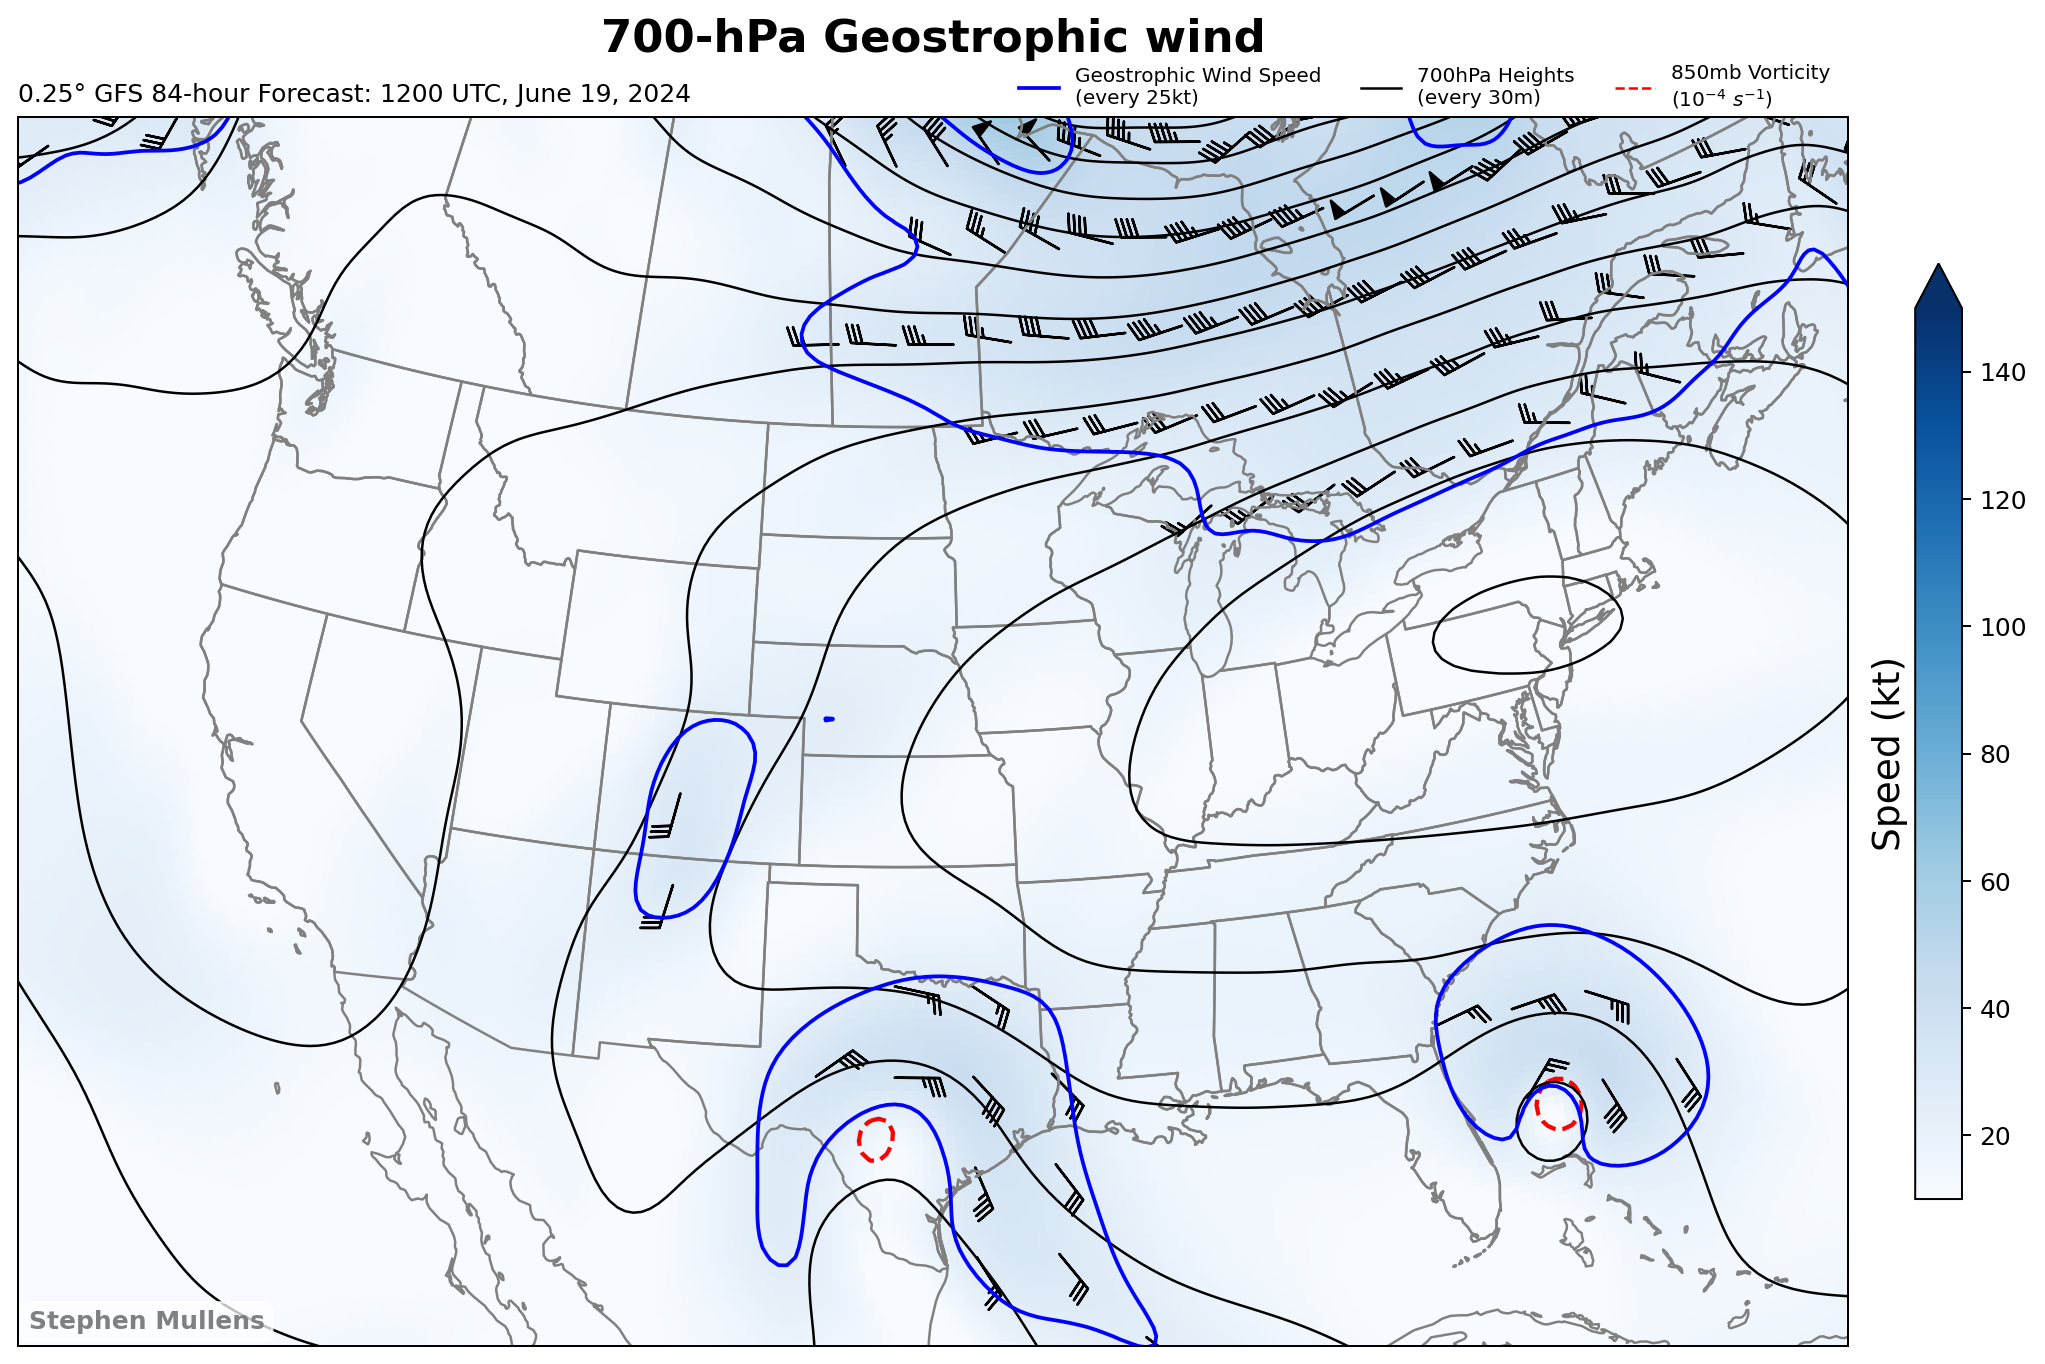 700-hPa Geostrophic wind
0.25° GFS 84-hour Forecast: 1200 UTC, June 19, 2024
Geostrophic Wind Speed
(every 25kt)
700hPa Heights
(every 30m)
850mb Vorticity
(10⁻⁴ s⁻¹)
140
120
100
80
60
40
20
Speed (kt)
Stephen Mullens